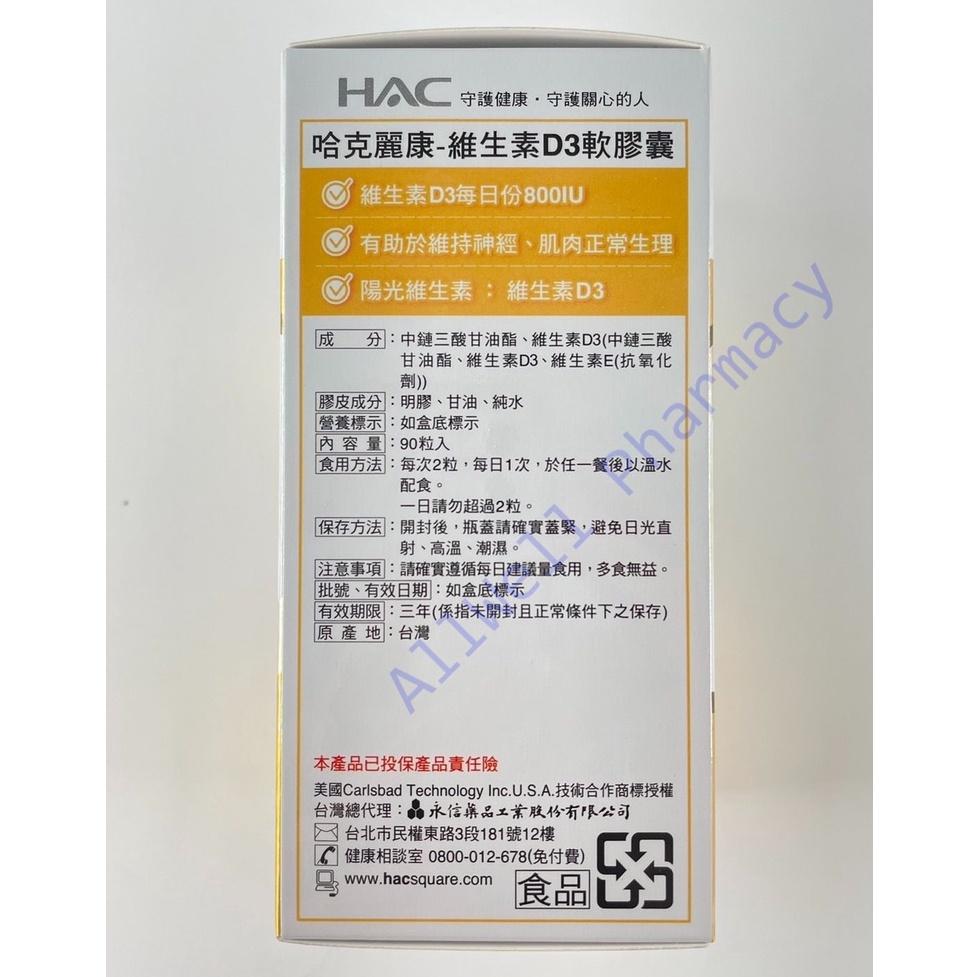 HAC 守護健康・守護關心的人
哈克麗康-維生素D3軟膠囊
維生素D3每日份800IU
有助於維持神經、肌肉正常生理
陽光維生素：維生素D3
成分：中鏈三酸甘油酯、維生素D3(中鏈三酸
甘油酯、維生素D3、維生素E(抗氧化
劑))
膠皮成分：明膠、甘油、純水
營養標示：如盒底標示
內容量：90粒入
食用方法：每次2粒，每日1次，於任一餐後以溫水
配食。
一日請勿超過2粒。
保存方法：開封後，瓶蓋請確實蓋緊，避免日光直
射、高溫、潮濕。
注意事項：請確實遵循每日建議量食用，多食無益。
批號、有效日期：如盒底標示
有效期限：三年(係指未開封且正常條件下之保存)
原產地：台灣
本產品已投保產品責任險
美國Carlsbad Technology Inc.U.S.A.技術合作商標授權
台灣總代理：永信藥品工業股份有限公司
台北市民權東路3段181號12樓
健康相談室 0800-012-678(免付費)
www.hacsquare.com
食品
Allwell Pharmacy